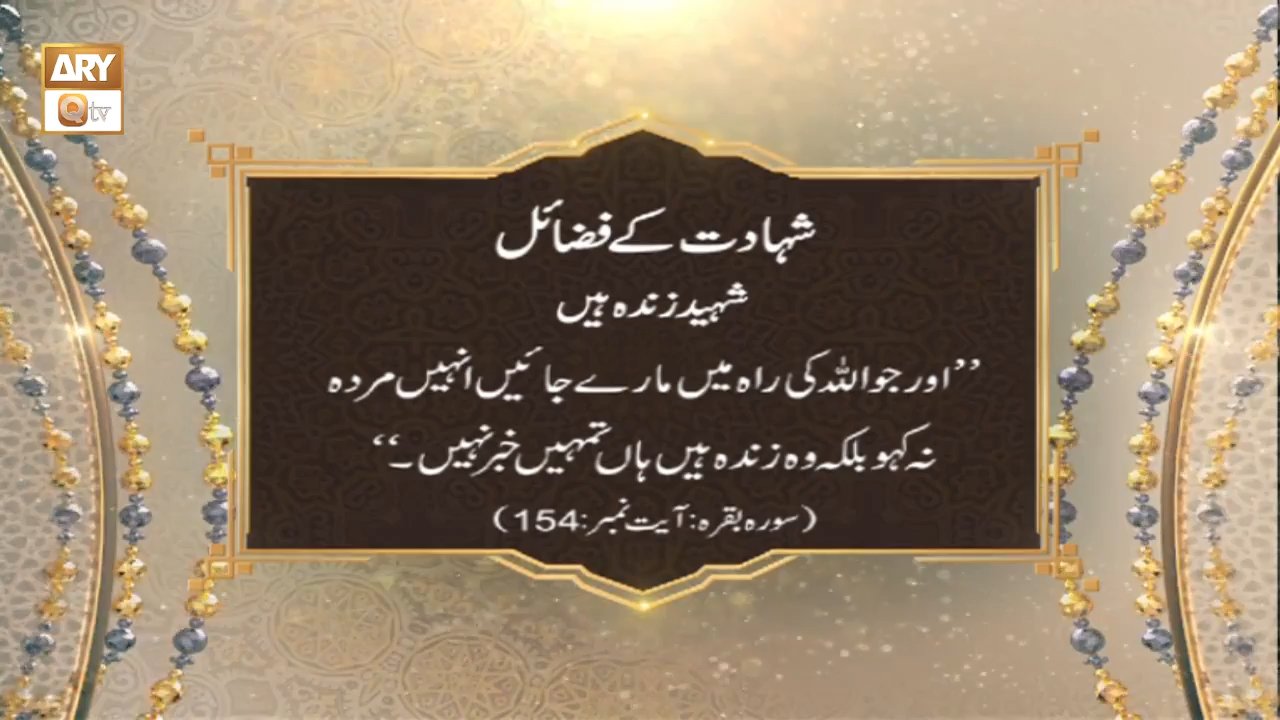 ARY
Qtv
شہادت کے فضائل
شہید زندہ ہیں
’’اور جو اللہ کی راہ میں مارے جائیں انہیں مردہ
نہ کہو بلکہ وہ زندہ ہیں ہاں تمہیں خبر نہیں۔‘‘
(سورہ بقرہ: آیت نمبر: 154)